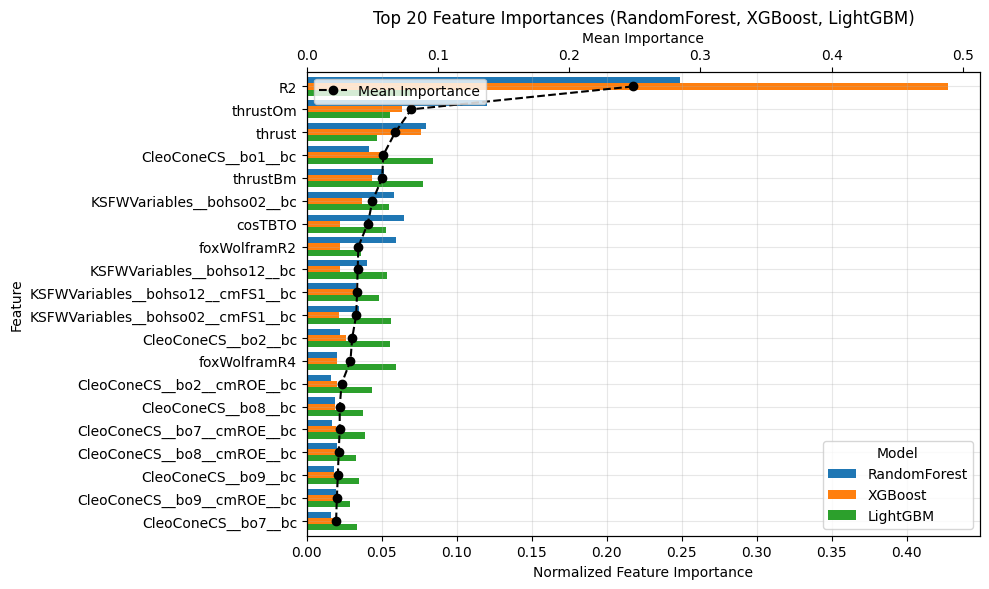 Top 20 Feature Importances (RandomForest, XGBoost, LightGBM)
Mean Importance
0.0 0.1 0.2 0.3 0.4 0.5
Mean Importance
R2
thrustOm
thrust
CleoConeCS__bo1__bc
thrustBm
KSFWVariables__bohso02__bc
cosTBTO
foxWolframR2
KSFWVariables__bohso12__bc
KSFWVariables__bohso12__cmFS1__bc
KSFWVariables__bohso02__cmFS1__bc
CleoConeCS__bo2__bc
foxWolframR4
CleoConeCS__bo2__cmROE__bc
CleoConeCS__bo8__bc
CleoConeCS__bo7__cmROE__bc
CleoConeCS__bo8__cmROE__bc
CleoConeCS__bo9__bc
CleoConeCS__bo9__cmROE__bc
CleoConeCS__bo7__bc
Feature
Model
RandomForest
XGBoost
LightGBM
0.00 0.05 0.10 0.15 0.20 0.25 0.30 0.35 0.40
Normalized Feature Importance